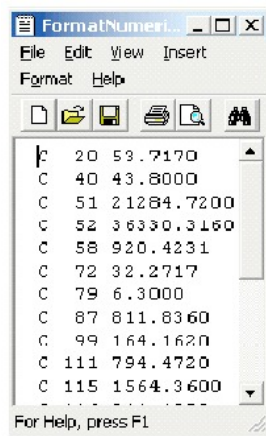 FormatNumeri...
File Edit View Insert
Format Help
C 20 53.7170
C 40 43.8000
C 51 21284.7200
C 52 36330.3160
C 58 920.4231
C 72 32.2717
C 79 6.3000
C 87 811.8360
C 99 164.1620
C 111 794.4720
C 115 1564.3600
For Help, press F1